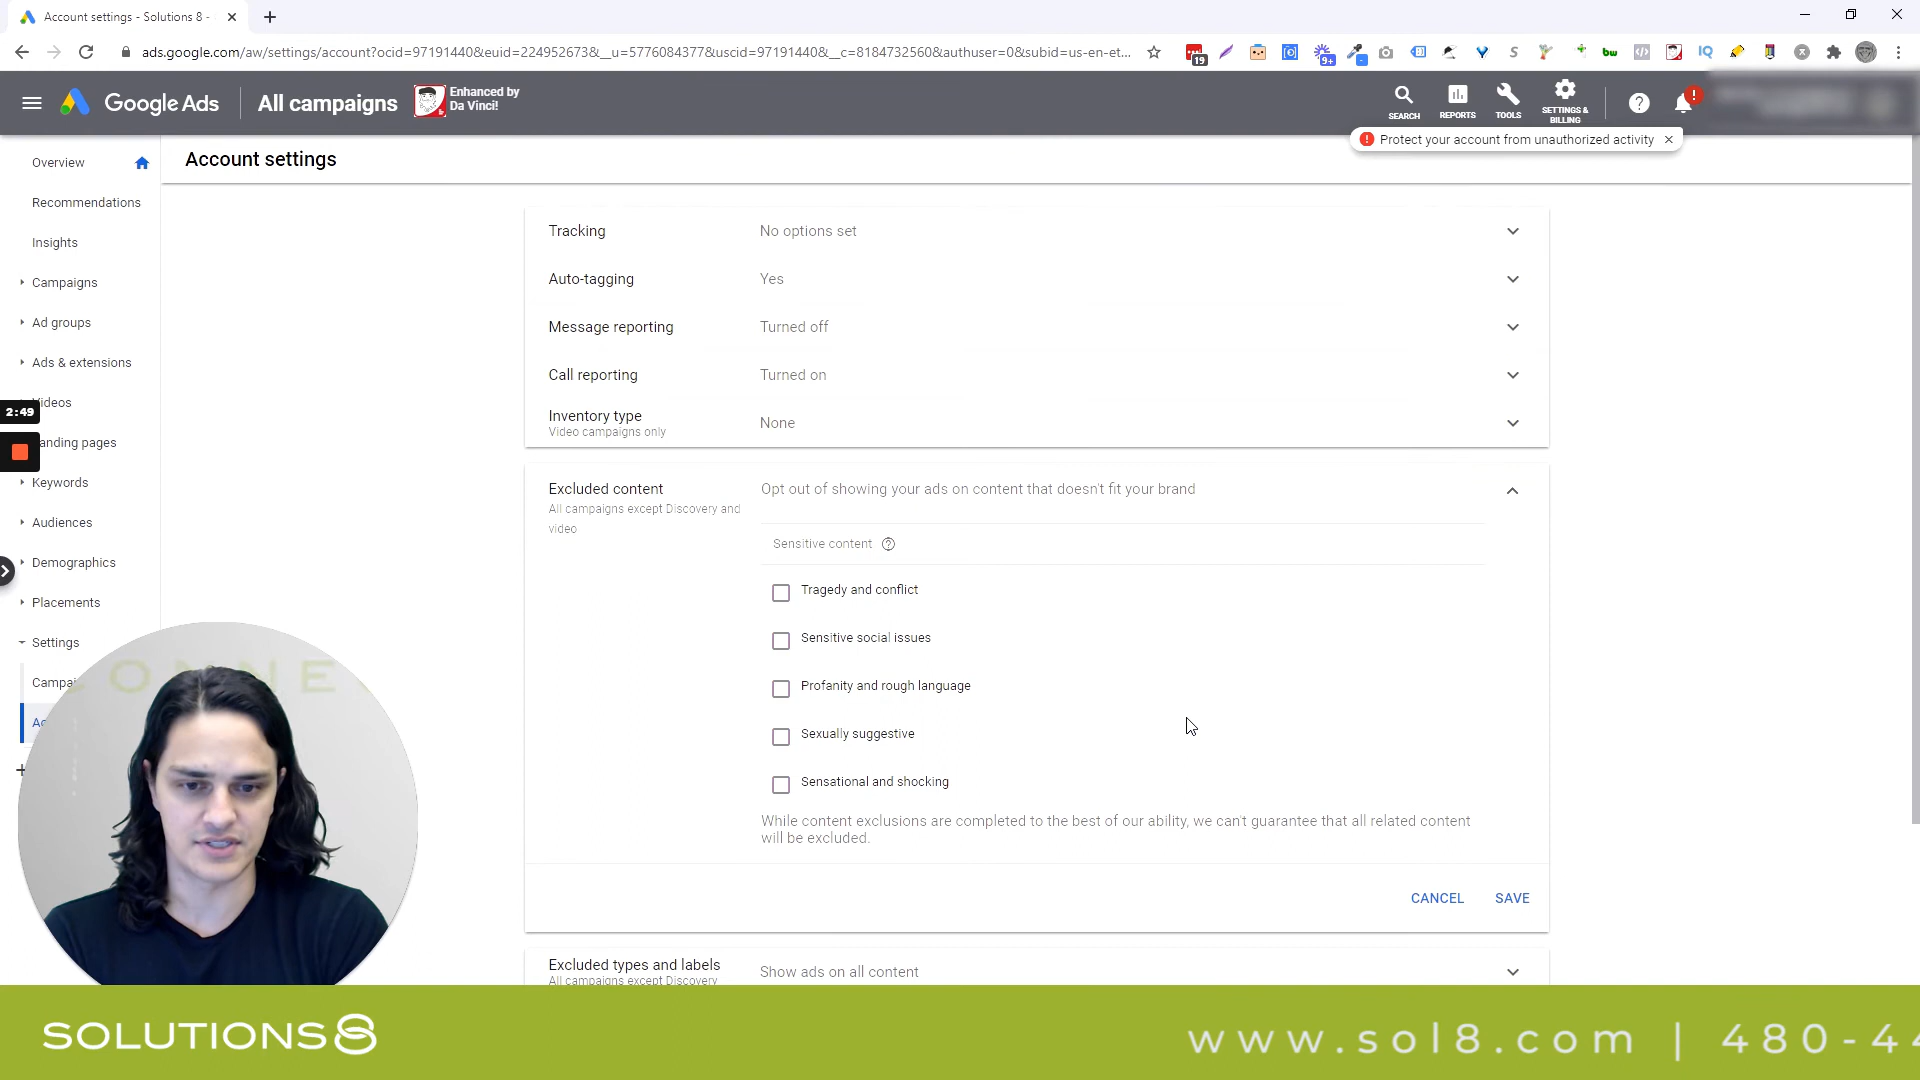 Account settings - Solutions 8 -
ads.google.com/aw/settings/account?ocid=97191440&euid=224952673&__u=5776084377&uscid=97191440&__c=8184732560&authuser=0&subid=us-en-et...
19
9+
S
bw
IQ
Google Ads
All campaigns
Enhanced by
Da Vinci!
SEARCH
REPORTS
TOOLS
SETTINGS &
BILLING
Protect your account from unauthorized activity
Account settings
Overview
Recommendations
Insights
Campaigns
Ad groups
Ads & extensions
2:49
Keywords
Audiences
Demographics
Placements
Settings
Tracking No options set
Auto-tagging Yes
Message reporting Turned off
Call reporting Turned on
Inventory type None
Video campaigns only
Excluded content Opt out of showing your ads on content that doesn't fit your brand
All campaigns except Discovery and
video
Sensitive content
Tragedy and conflict
Sensitive social issues
Profanity and rough language
Sexually suggestive
Sensational and shocking
While content exclusions are completed to the best of our ability, we can't guarantee that all related content
will be excluded.
CANCEL SAVE
Excluded types and labels Show ads on all content
All campaigns except Discovery
SOLUTIONS 8
www.sol8.com | 480-44